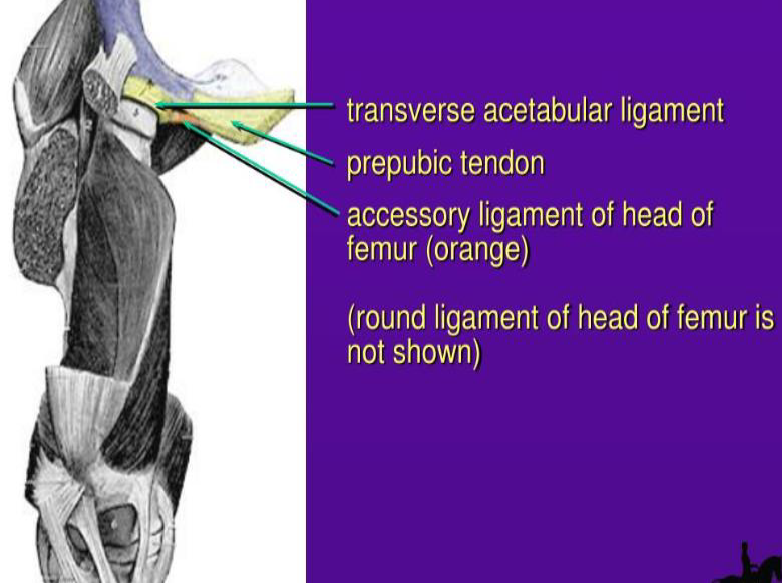 transverse acetabular ligament
prepubic tendon
accessory ligament of head of
femur (orange)
(round ligament of head of femur is
not shown)